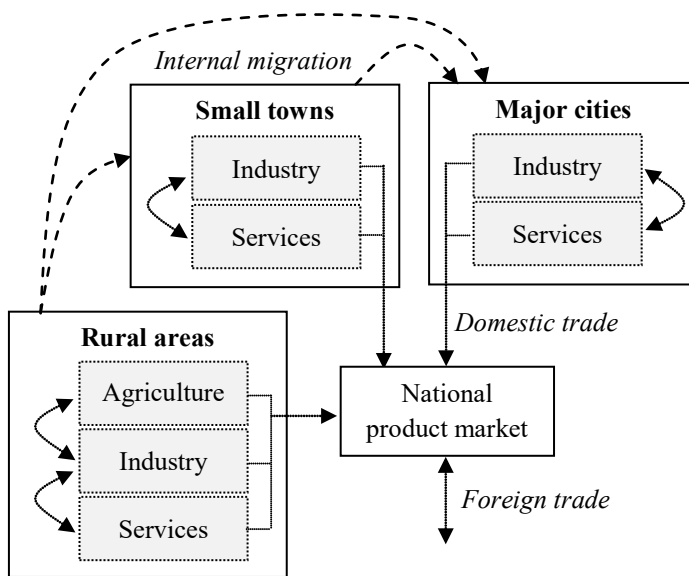 Internal migration
Small towns
Industry
Services
Major cities
Industry
Services
Domestic trade
Rural areas
Agriculture
Industry
Services
National
product market
Foreign trade